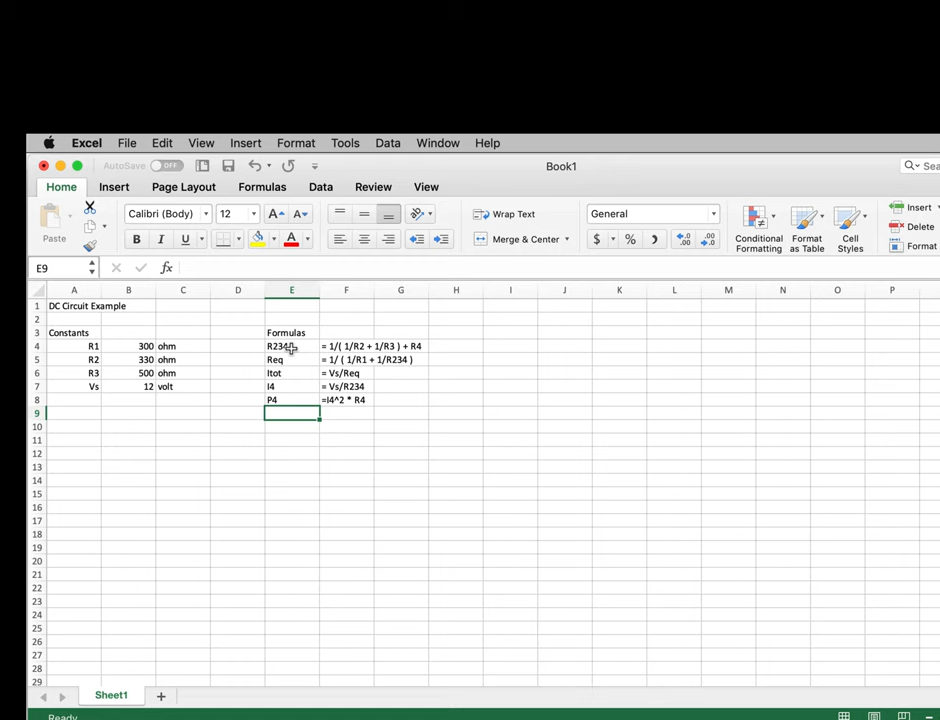 Excel File Edit View Insert Format Tools Data Window Help
AutoSave OFF Book1
Home Insert Page Layout Formulas Data Review View
Paste Calibri (Body) 12 A A Wrap Text General Insert
B I U A Merge & Center $ % Conditional Formatting Format as Table Cell Styles Delete
Format
E9 fx
A B C D E F G H I J K L M N O P
1 DC Circuit Example
2
3 Constants Formulas
4 R1 300 ohm R234 = 1/( 1/R2 + 1/R3 ) + R4
5 R2 330 ohm Req = 1/ ( 1/R1 + 1/R234 )
6 R3 500 ohm Itot = Vs/Req
7 Vs 12 volt I4 = Vs/R234
8 P4 =I4^2 * R4
9
10
11
12
13
14
15
16
17
18
19
20
21
22
23
24
25
26
27
28
29
Sheet1
Ready